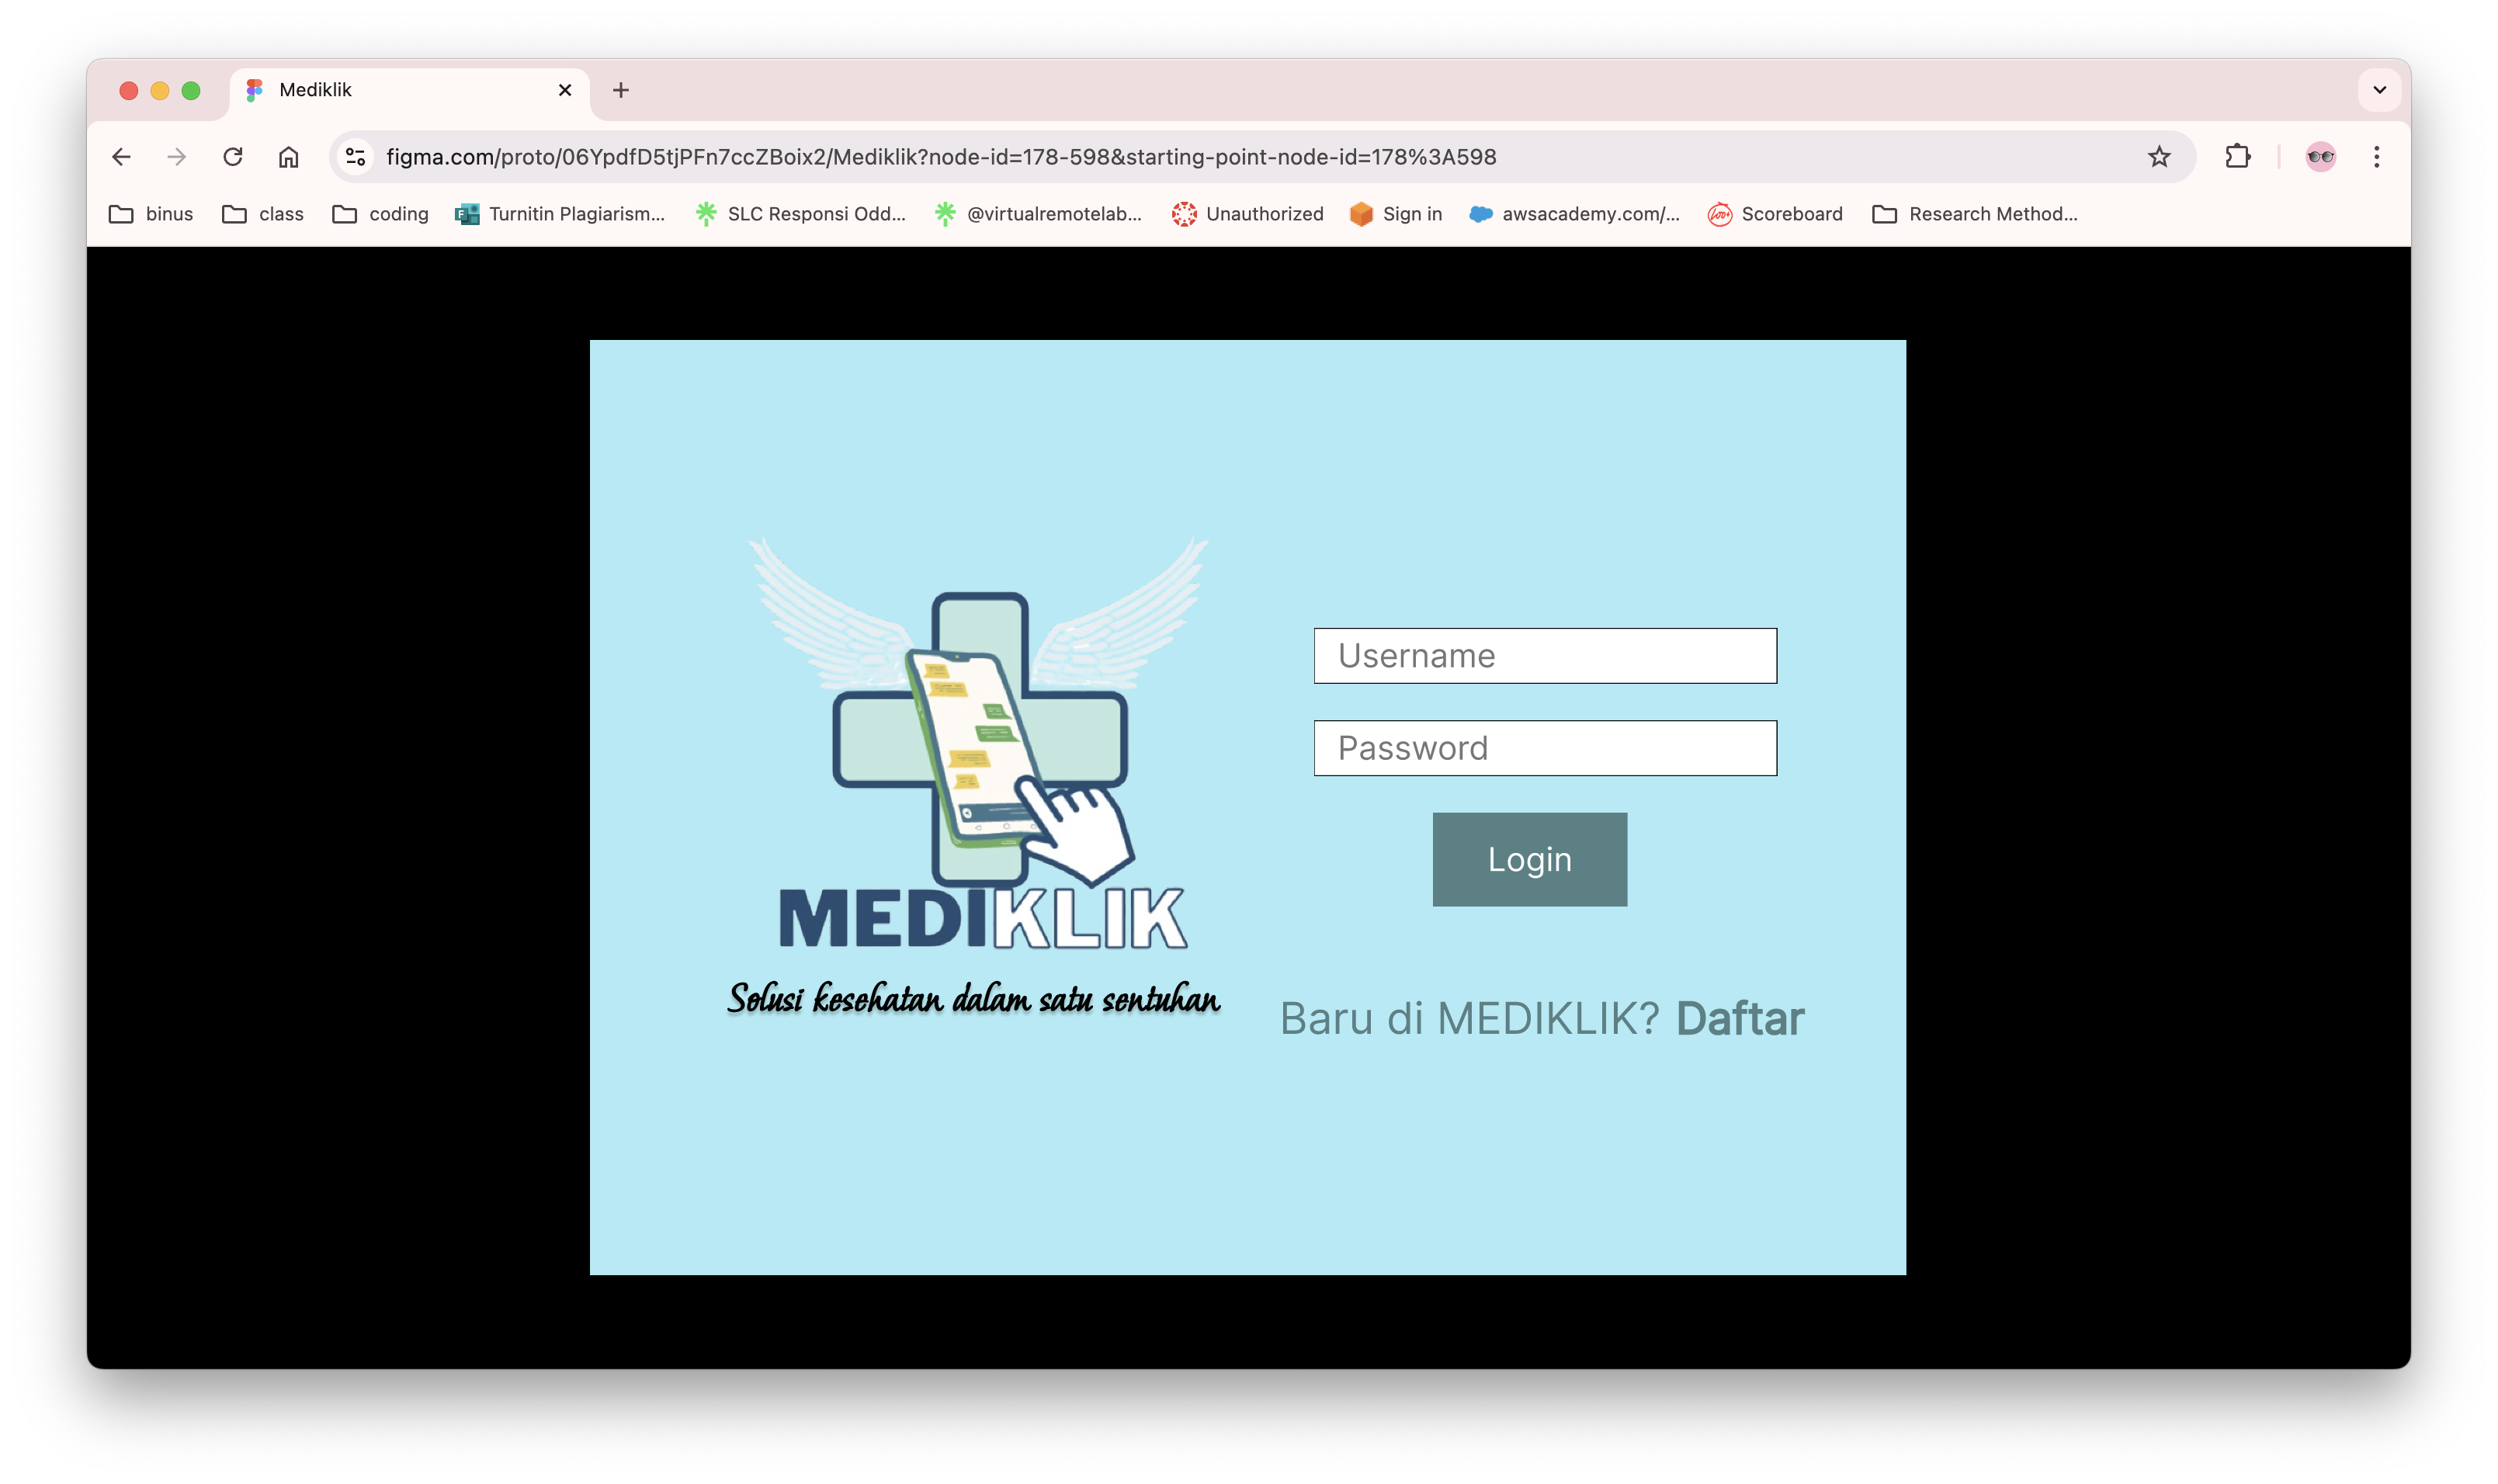 Mediklik
figma.com/proto/06YpdfD5tjPFn7ccZBoix2/Mediklik?node-id=178-598&starting-point-node-id=178%3A598
binus class coding Turnitin Plagiarism... SLC Responsi Odd... @virtualremotelab... Unauthorized Sign in awsacademy.com/... Scoreboard Research Method...
Username
Password
Login
MEDIKLIK
Solusi kesehatan dalam satu sentuhan
Baru di MEDIKLIK? Daftar